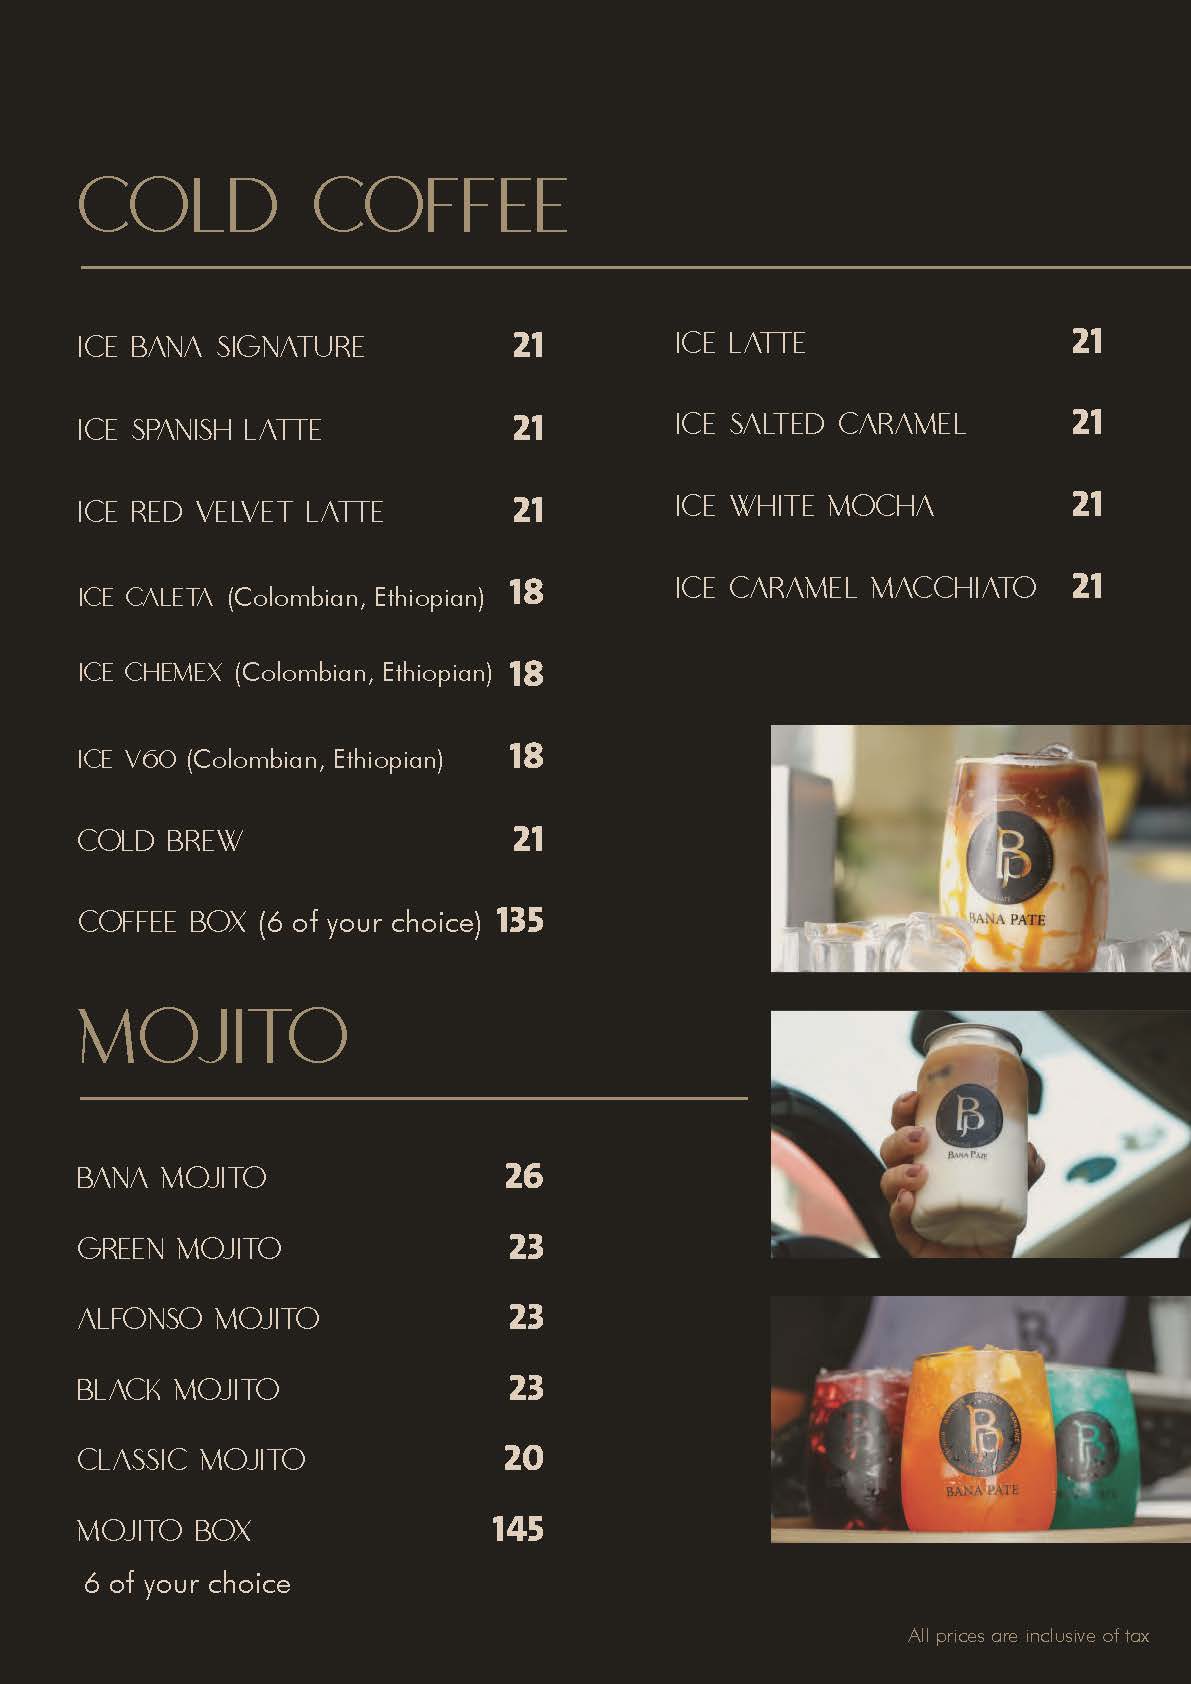 COLD COFFEE
ICE BANA SIGNATURE 21
ICE SPANISH LATTE 21
ICE RED VELVET LATTE 21
ICE CALETA (Colombian, Ethiopian) 18
ICE CHEMEX (Colombian, Ethiopian) 18
ICE V60 (Colombian, Ethiopian) 18
COLD BREW 21
COFFEE BOX (6 of your choice) 135
ICE LATTE 21
ICE SALTED CARAMEL 21
ICE WHITE MOCHA 21
ICE CARAMEL MACCHIATO 21
BANA PATE
MOJITO
BANA MOJITO 26
GREEN MOJITO 23
ALFONSO MOJITO 23
BLACK MOJITO 23
CLASSIC MOJITO 20
MOJITO BOX 145
6 of your choice
BANA PATE
BANA PATE
All prices are inclusive of tax